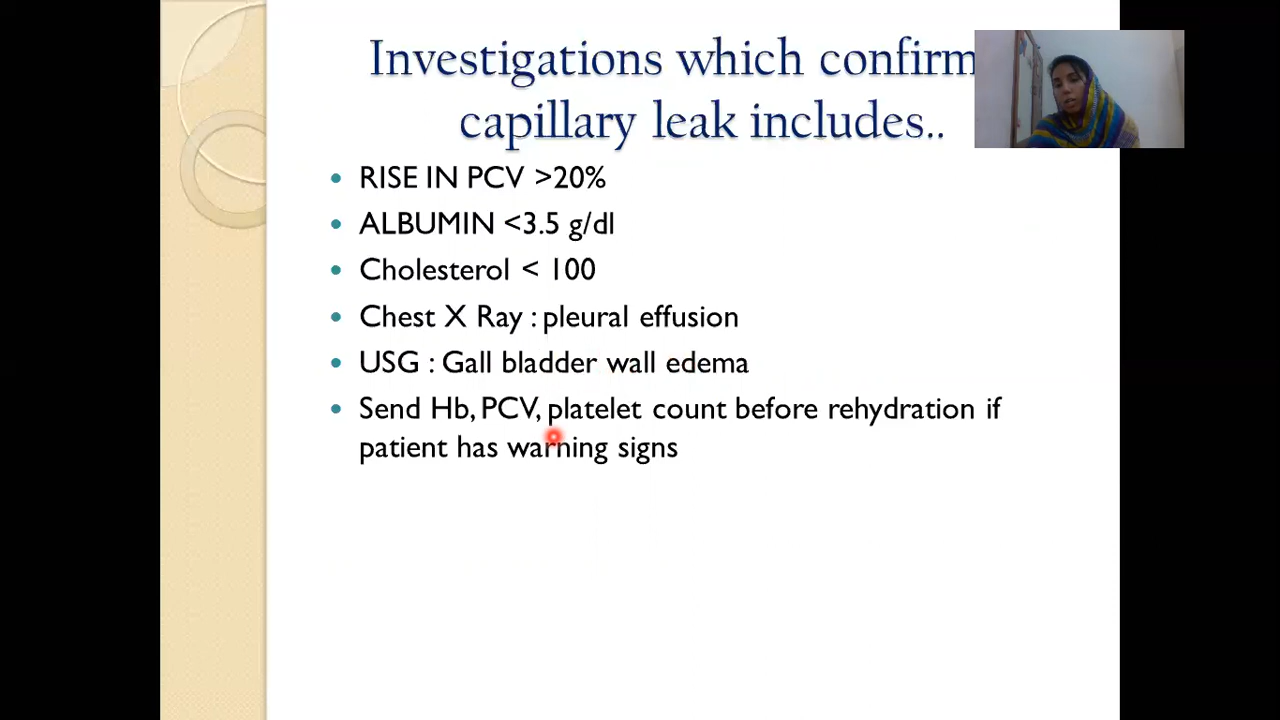 Investigations which confirm
capillary leak includes..
RISE IN PCV >20%
ALBUMIN <3.5 g/dl
Cholesterol < 100
Chest X Ray : pleural effusion
USG : Gall bladder wall edema
Send Hb, PCV, platelet count before rehydration if
patient has warning signs